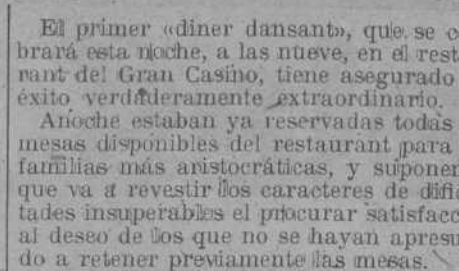 El primer «diner dansant», que se c
brará esta noche, a las nueve, en el rest
rant del Gran Casino, tiene asegurado
éxito verdaderamente extraordinario.
Anoche estaban ya reservadas todas
mesas disponibles del restaurant para
familias más aristocráticas, y suponer
que va a revestir los caracteres de difi
tades insuperables el procurar satisfacc
al deseo de los que no se hayan apresu
do a retener previamente las mesas.